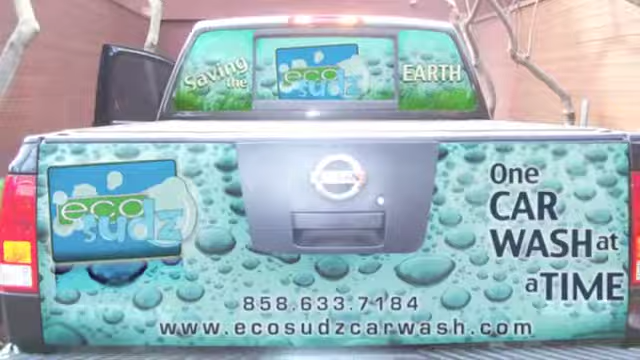 Saving
the
eco
sudz
EARTH
eco
sudz
One
CAR
WASH at
a TIME
858.633.7184
www.ecosudzcarwash.com